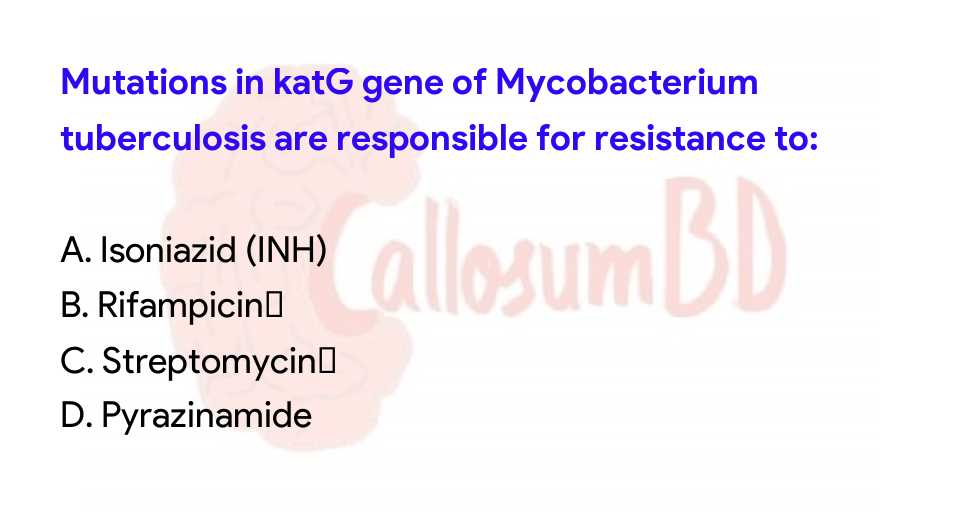 Mutations in katG gene of Mycobacterium
tuberculosis are responsible for resistance to:
A. Isoniazid (INH)
B. Rifampicin▯
C. Streptomycin▯
D. Pyrazinamide
CallosumBD